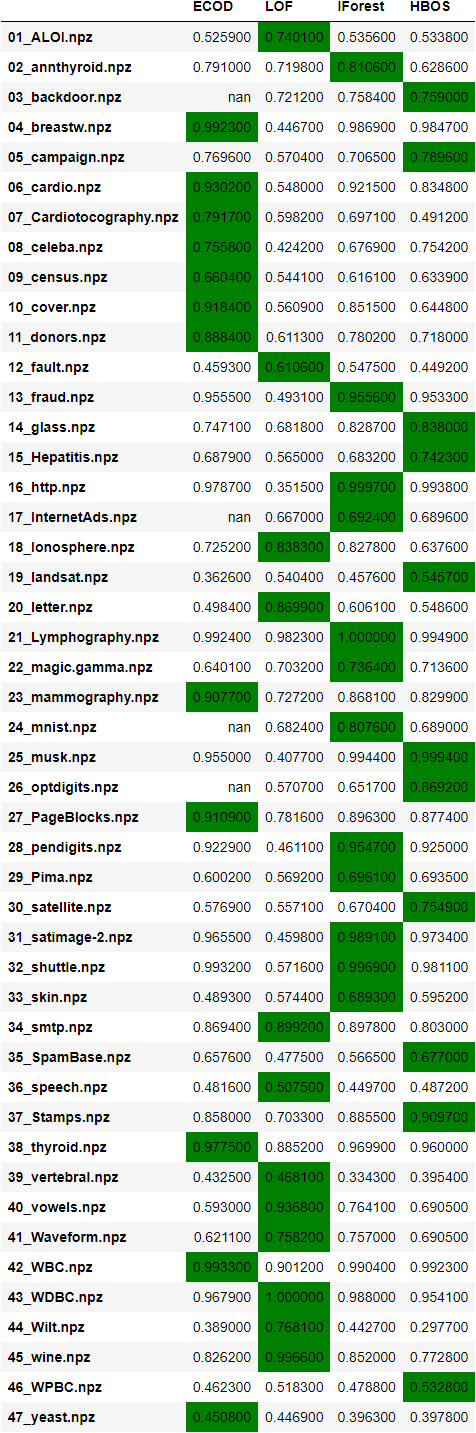 ECOD LOF IForest HBOS
01_ALOI.npz 0.525900 0.740100 0.535600 0.533800
02_annthyroid.npz 0.791000 0.719800 0.810600 0.628600
03_backdoor.npz nan 0.721200 0.758400 0.759000
04_breastw.npz 0.992300 0.446700 0.986900 0.984700
05_campaign.npz 0.769600 0.570400 0.706500 0.789600
06_cardio.npz 0.930200 0.548000 0.921500 0.834800
07_Cardiotocography.npz 0.791700 0.598200 0.697100 0.491200
08_celeba.npz 0.755800 0.424200 0.676900 0.754200
09_census.npz 0.660400 0.544100 0.616100 0.633900
10_cover.npz 0.918400 0.560900 0.851500 0.644800
11_donors.npz 0.888400 0.611300 0.780200 0.718000
12_fault.npz 0.459300 0.610600 0.547500 0.449200
13_fraud.npz 0.955500 0.493100 0.955600 0.953300
14_glass.npz 0.747100 0.681800 0.828700 0.838000
15_Hepatitis.npz 0.687900 0.565000 0.683200 0.742300
16_http.npz 0.978700 0.351500 0.999700 0.993800
17_InternetAds.npz nan 0.667000 0.692400 0.689600
18_Ionosphere.npz 0.725200 0.838300 0.827800 0.637600
19_landsat.npz 0.362600 0.540400 0.457600 0.545700
20_letter.npz 0.498400 0.869900 0.606100 0.548600
21_Lymphography.npz 0.992400 0.982300 1.000000 0.994900
22_magic.gamma.npz 0.640100 0.703200 0.736400 0.713600
23_mammography.npz 0.907700 0.727200 0.868100 0.829900
24_mnist.npz nan 0.682400 0.807600 0.689000
25_musk.npz 0.955000 0.407700 0.994400 0.999400
26_optdigits.npz nan 0.570700 0.651700 0.869200
27_PageBlocks.npz 0.910900 0.781600 0.896300 0.877400
28_pendigits.npz 0.922900 0.461100 0.954700 0.925000
29_Pima.npz 0.600200 0.569200 0.696100 0.693500
30_satellite.npz 0.576900 0.557100 0.670400 0.754900
31_satimage-2.npz 0.965500 0.459800 0.989100 0.973400
32_shuttle.npz 0.993200 0.571600 0.996900 0.981100
33_skin.npz 0.489300 0.574400 0.689300 0.595200
34_smtp.npz 0.869400 0.899200 0.897800 0.803000
35_SpamBase.npz 0.657600 0.477500 0.566500 0.677000
36_speech.npz 0.481600 0.507500 0.449700 0.487200
37_Stamps.npz 0.858000 0.703300 0.885500 0.909700
38_thyroid.npz 0.977500 0.885200 0.969900 0.960000
39_vertebral.npz 0.432500 0.468100 0.334300 0.395400
40_vowels.npz 0.593000 0.936800 0.764100 0.690500
41_Waveform.npz 0.621100 0.758200 0.757000 0.690500
42_WBC.npz 0.993300 0.901200 0.990400 0.992300
43_WDBC.npz 0.967900 1.000000 0.988000 0.954100
44_Wilt.npz 0.389000 0.768100 0.442700 0.297700
45_wine.npz 0.826200 0.996600 0.852000 0.772800
46_WPBC.npz 0.462300 0.518300 0.478800 0.532800
47_yeast.npz 0.450800 0.446900 0.396300 0.397800